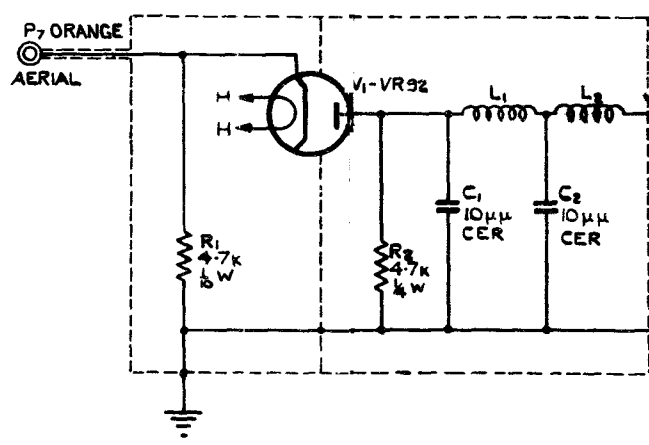 P7 ORANGE
AERIAL
H
H
V1-VR92
L1
L2
C1
10μμ
CER
C2
10μμ
CER
R1
4·7K
1/10 W
R2
4·7K
1/4 W